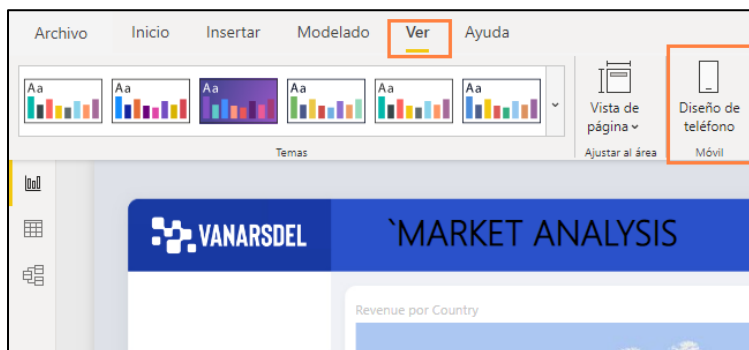 Archivo Inicio Insertar Modelado Ver Ayuda
Aa Aa Aa Aa Aa Aa
Vista de
página
Diseño de
teléfono
Temas Ajustar al área Móvil
VANARSDEL `MARKET ANALYSIS
Revenue por Country